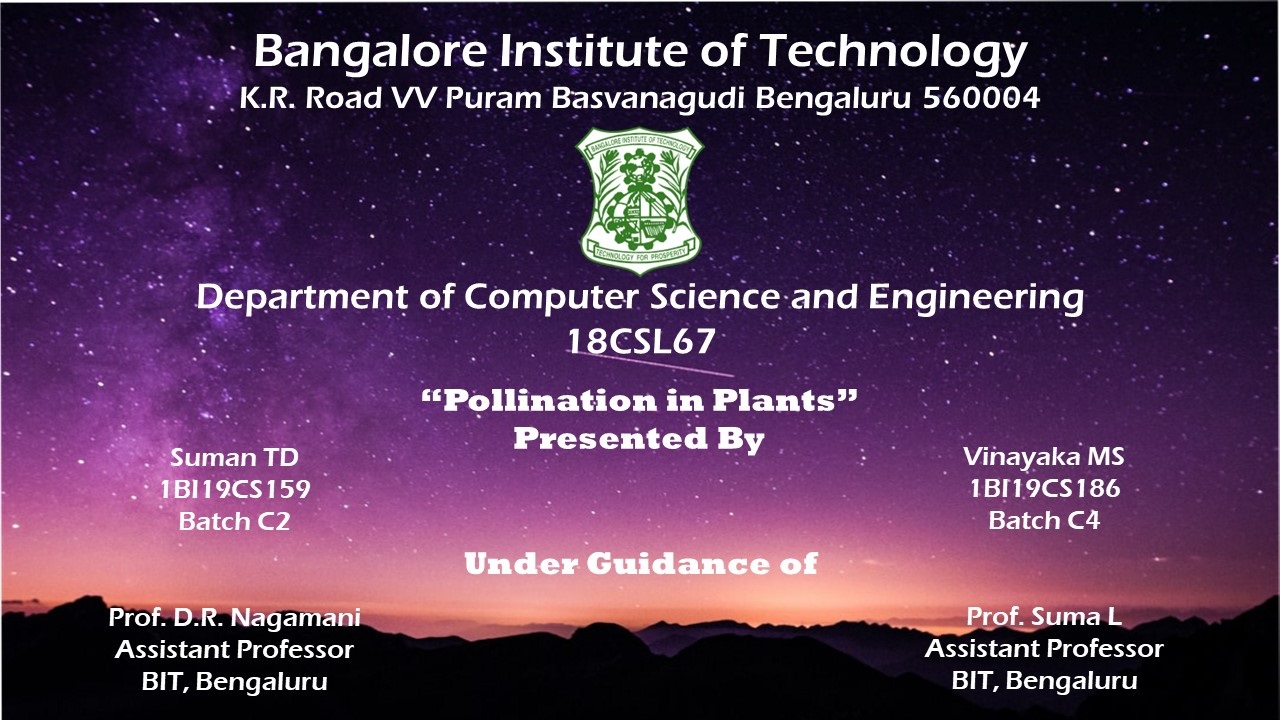 Bangalore Institute of Technology
K.R. Road VV Puram Basvanagudi Bengaluru 560004
BANGALORE INSTITUTE OF TECHNOLOGY
TECHNOLOGY FOR PROSPERITY
Department of Computer Science and Engineering
18CSL67
“Pollination in Plants”
Presented By
Suman TD
1BI19CS159
Batch C2
Vinayaka MS
1BI19CS186
Batch C4
Under Guidance of
Prof. D.R. Nagamani
Assistant Professor
BIT, Bengaluru
Prof. Suma L
Assistant Professor
BIT, Bengaluru